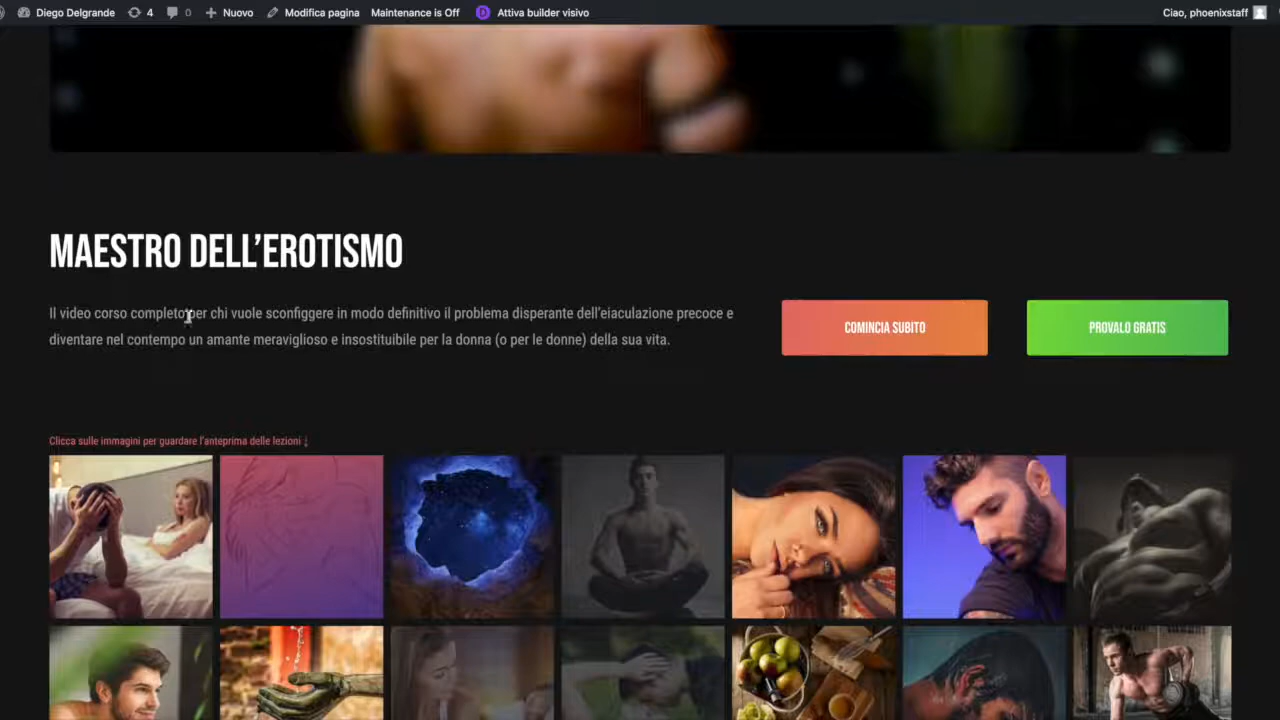 Diego Delgrande 4 0 Nuovo Modifica pagina Maintenance is Off Attiva builder visivo Ciao, phoenixstaff
MAESTRO DELL’EROTISMO
Il video corso completo per chi vuole sconfiggere in modo definitivo il problema disperante dell’eiaculazione precoce e
diventare nel contempo un amante meraviglioso e insostituibile per la donna (o per le donne) della sua vita.
COMINCIA SUBITO
PROVALO GRATIS
Clicca sulle immagini per guardare l’anteprima delle lezioni ↓